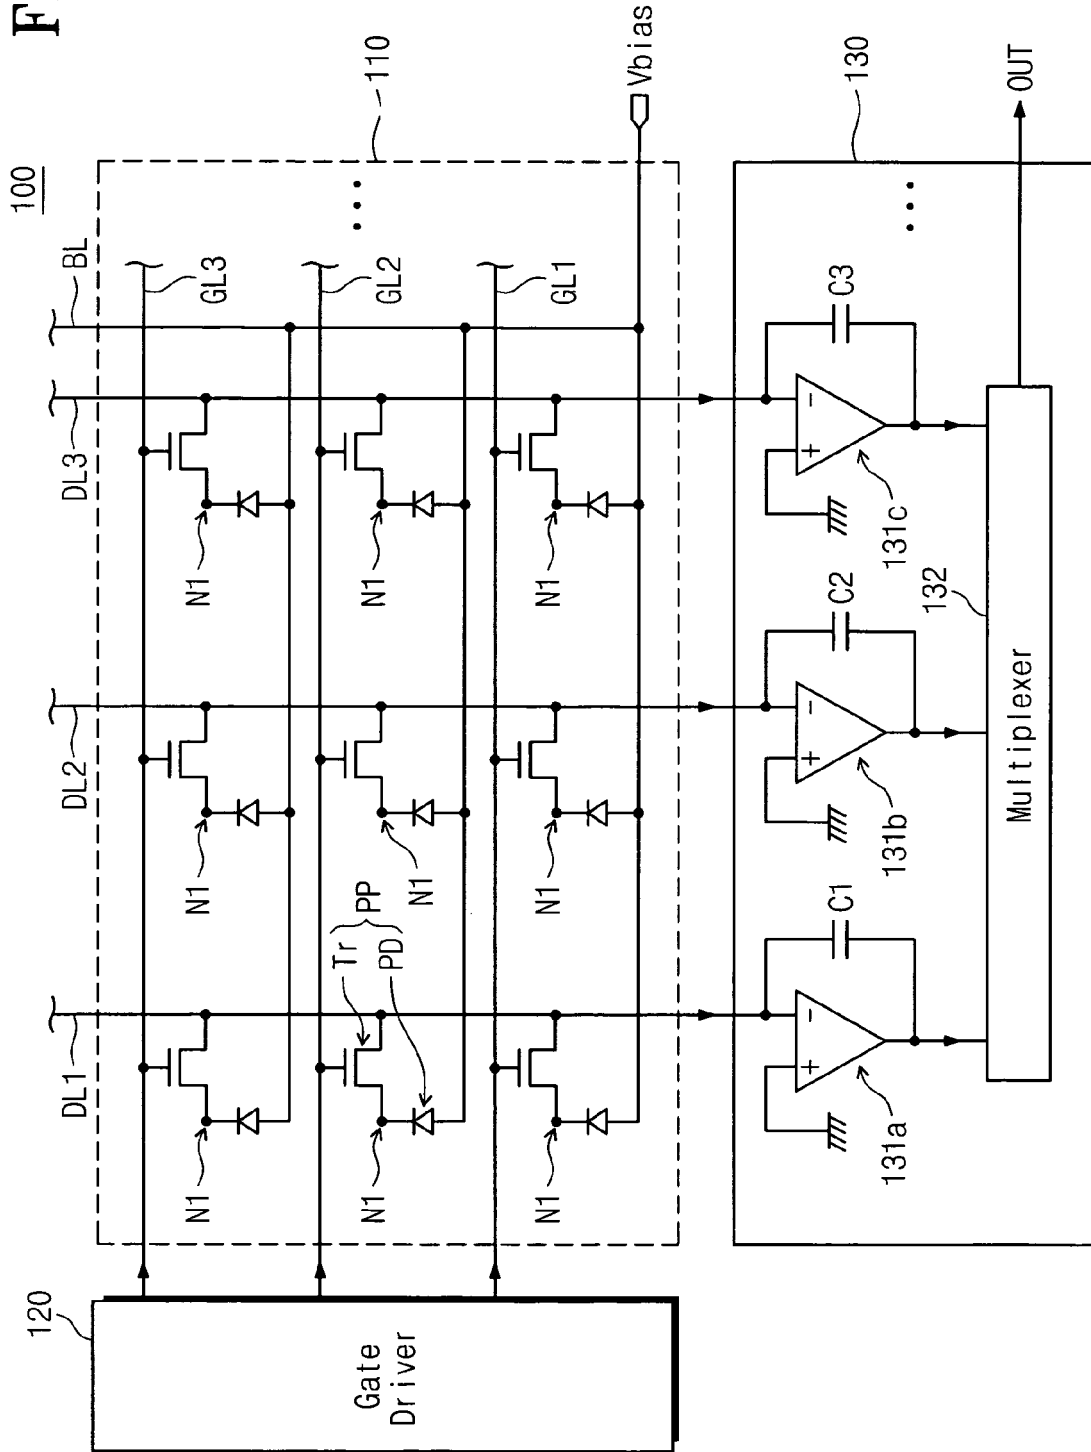 F
100
120
DL1
DL2
DL3
BL
N1
N1
N1
GL3
110
Tr
PD
PP
Gate
Driver
N1
N1
N1
GL2
N1
N1
N1
GL1
Vbias
C1
C2
C3
130
−
+
−
+
−
+
131a
131b
131c
132
Multiplexer
OUT